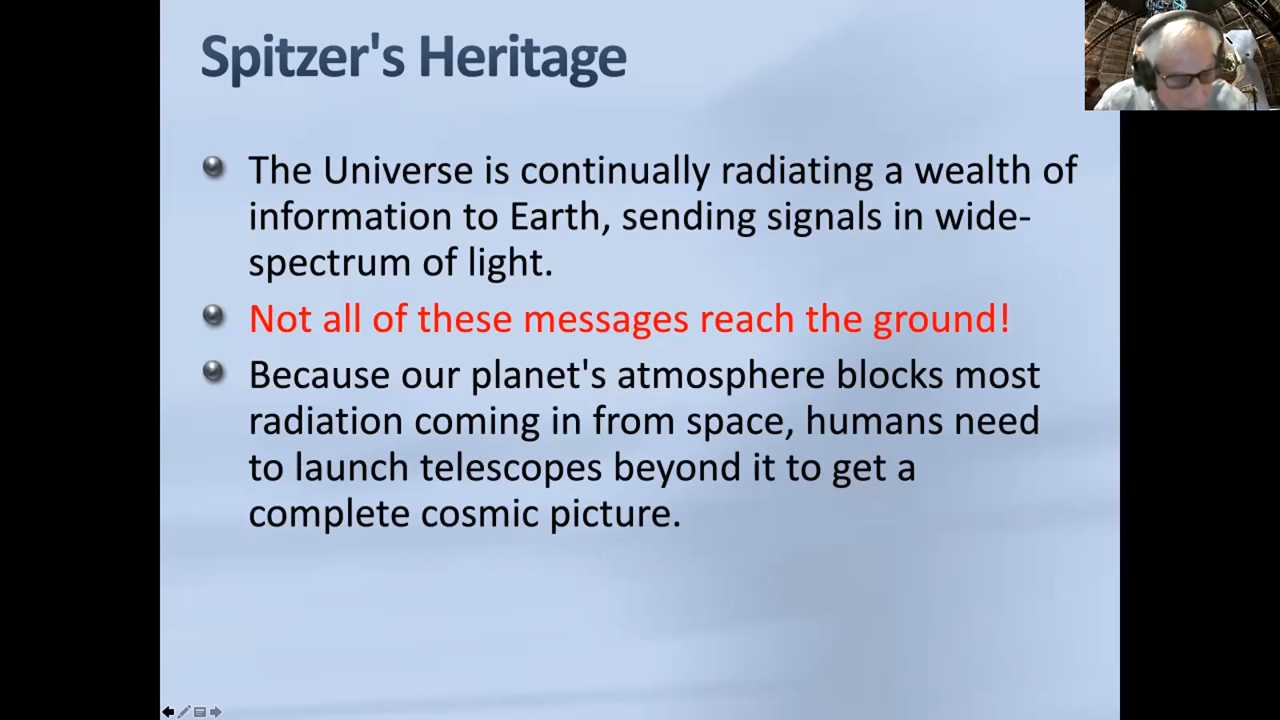 Spitzer's Heritage
The Universe is continually radiating a wealth of
information to Earth, sending signals in wide-
spectrum of light.
Not all of these messages reach the ground!
Because our planet's atmosphere blocks most
radiation coming in from space, humans need
to launch telescopes beyond it to get a
complete cosmic picture.